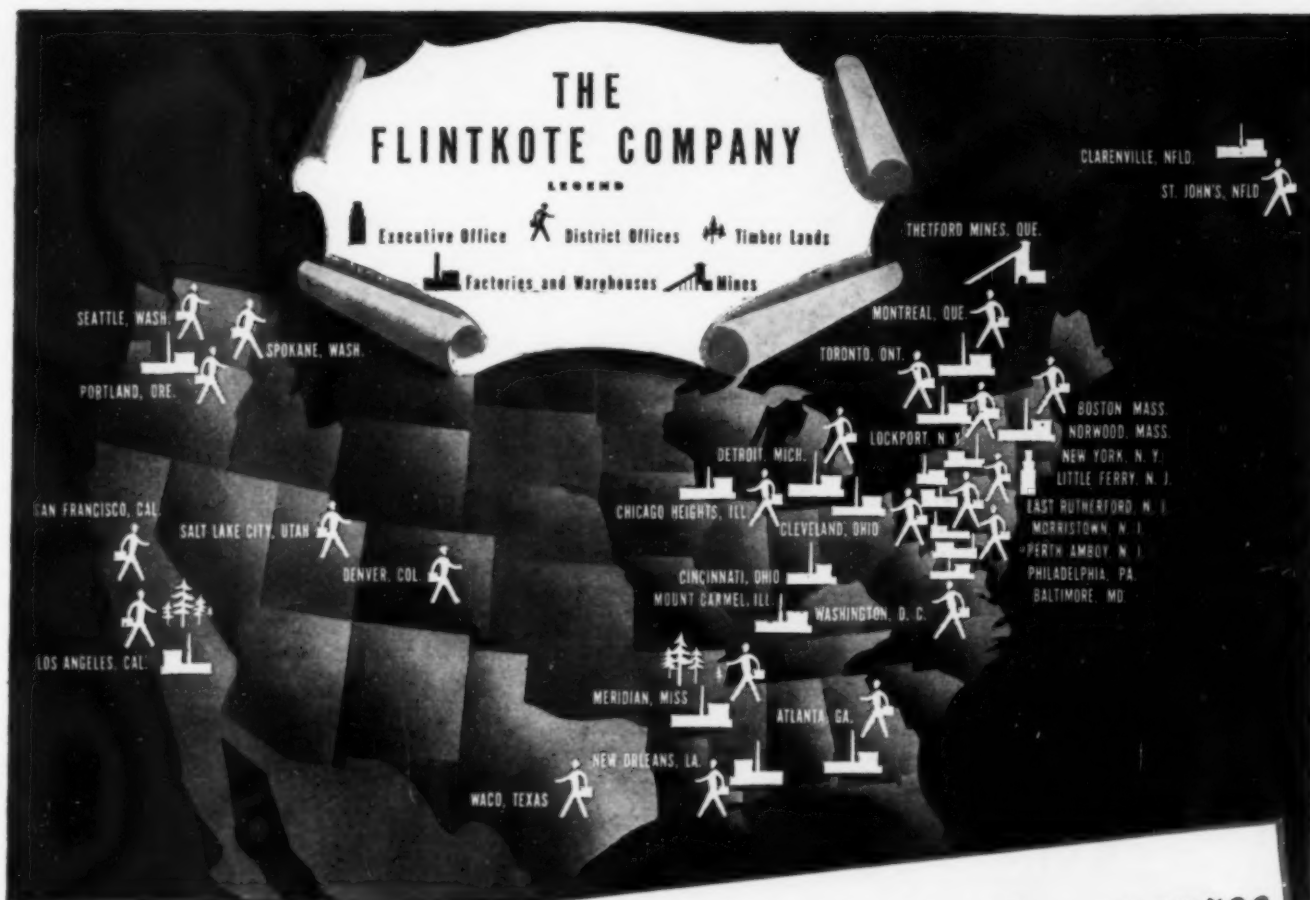 THE
FLINTKOTE COMPANY
LEGEND
Executive Office District Offices Timber Lands
Factories and Warehouses Mines
CLARENVILLE, NFLD.
ST. JOHN'S, NFLD
THETFORD MINES, QUE.
MONTREAL, QUE.
TORONTO, ONT.
SEATTLE, WASH.
SPOKANE, WASH.
PORTLAND, ORE.
BOSTON MASS.
NORWOOD, MASS.
LOCKPORT, N.Y.
NEW YORK, N.Y.
DETROIT, MICH.
LITTLE FERRY, N. J.
SAN FRANCISCO, CAL.
CHICAGO HEIGHTS, ILL
EAST RUTHERFORD, N. J.
SALT LAKE CITY, UTAH
CLEVELAND, OHIO
MORRISTOWN, N. J.
PERTH AMBOY, N. J.
DENVER, COL.
CINCINNATI, OHIO
PHILADELPHIA, PA.
MOUNT CARMEL, ILL.
BALTIMORE, MD.
WASHINGTON, D. C.
LOS ANGELES, CAL.
MERIDIAN, MISS
ATLANTA, GA.
NEW ORLEANS, LA.
WACO, TEXAS